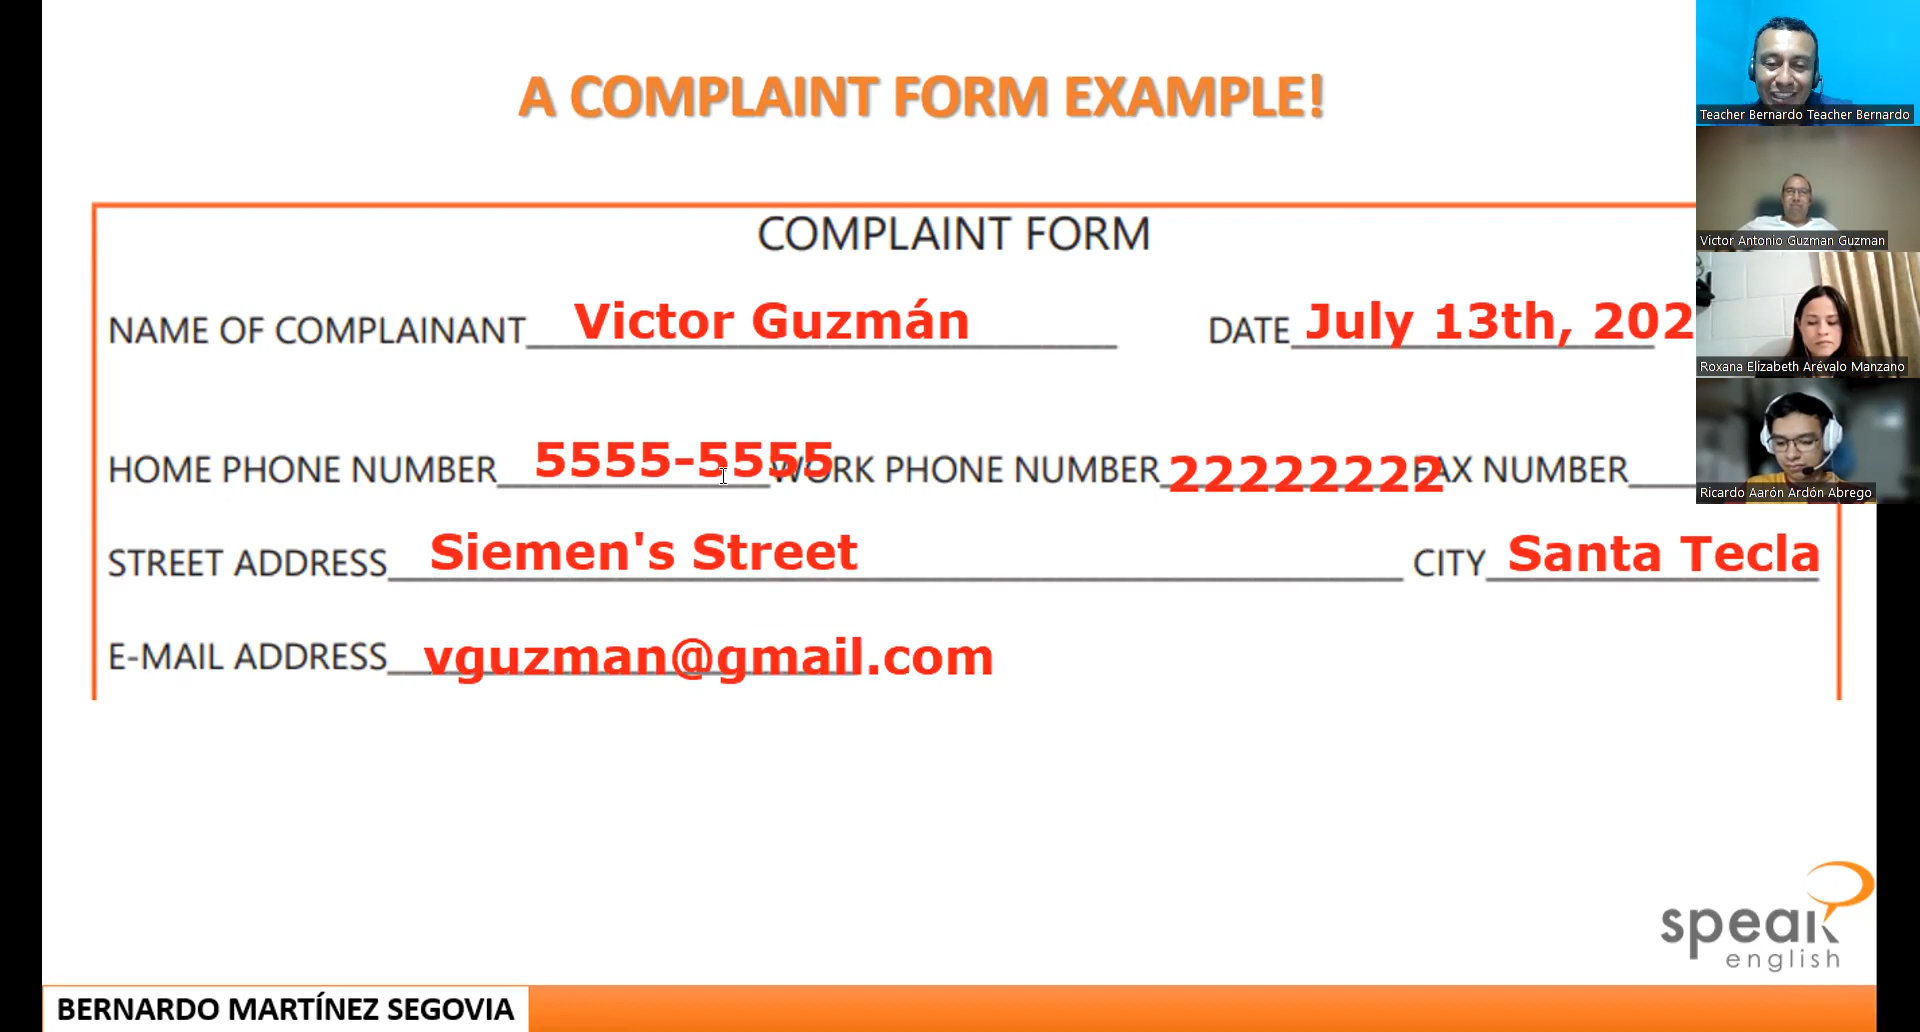 A COMPLAINT FORM EXAMPLE!
COMPLAINT FORM
NAME OF COMPLAINANT Victor Guzmán DATE July 13th, 202
HOME PHONE NUMBER 5555-5555 WORK PHONE NUMBER 22222222 FAX NUMBER
STREET ADDRESS Siemen's Street CITY Santa Tecla
E-MAIL ADDRESS vguzman@gmail.com
speak
english
BERNARDO MARTÍNEZ SEGOVIA
Teacher Bernardo Teacher Bernardo
Victor Antonio Guzman Guzman
Roxana Elizabeth Arévalo Manzano
Ricardo Aarón Ardón Abrego